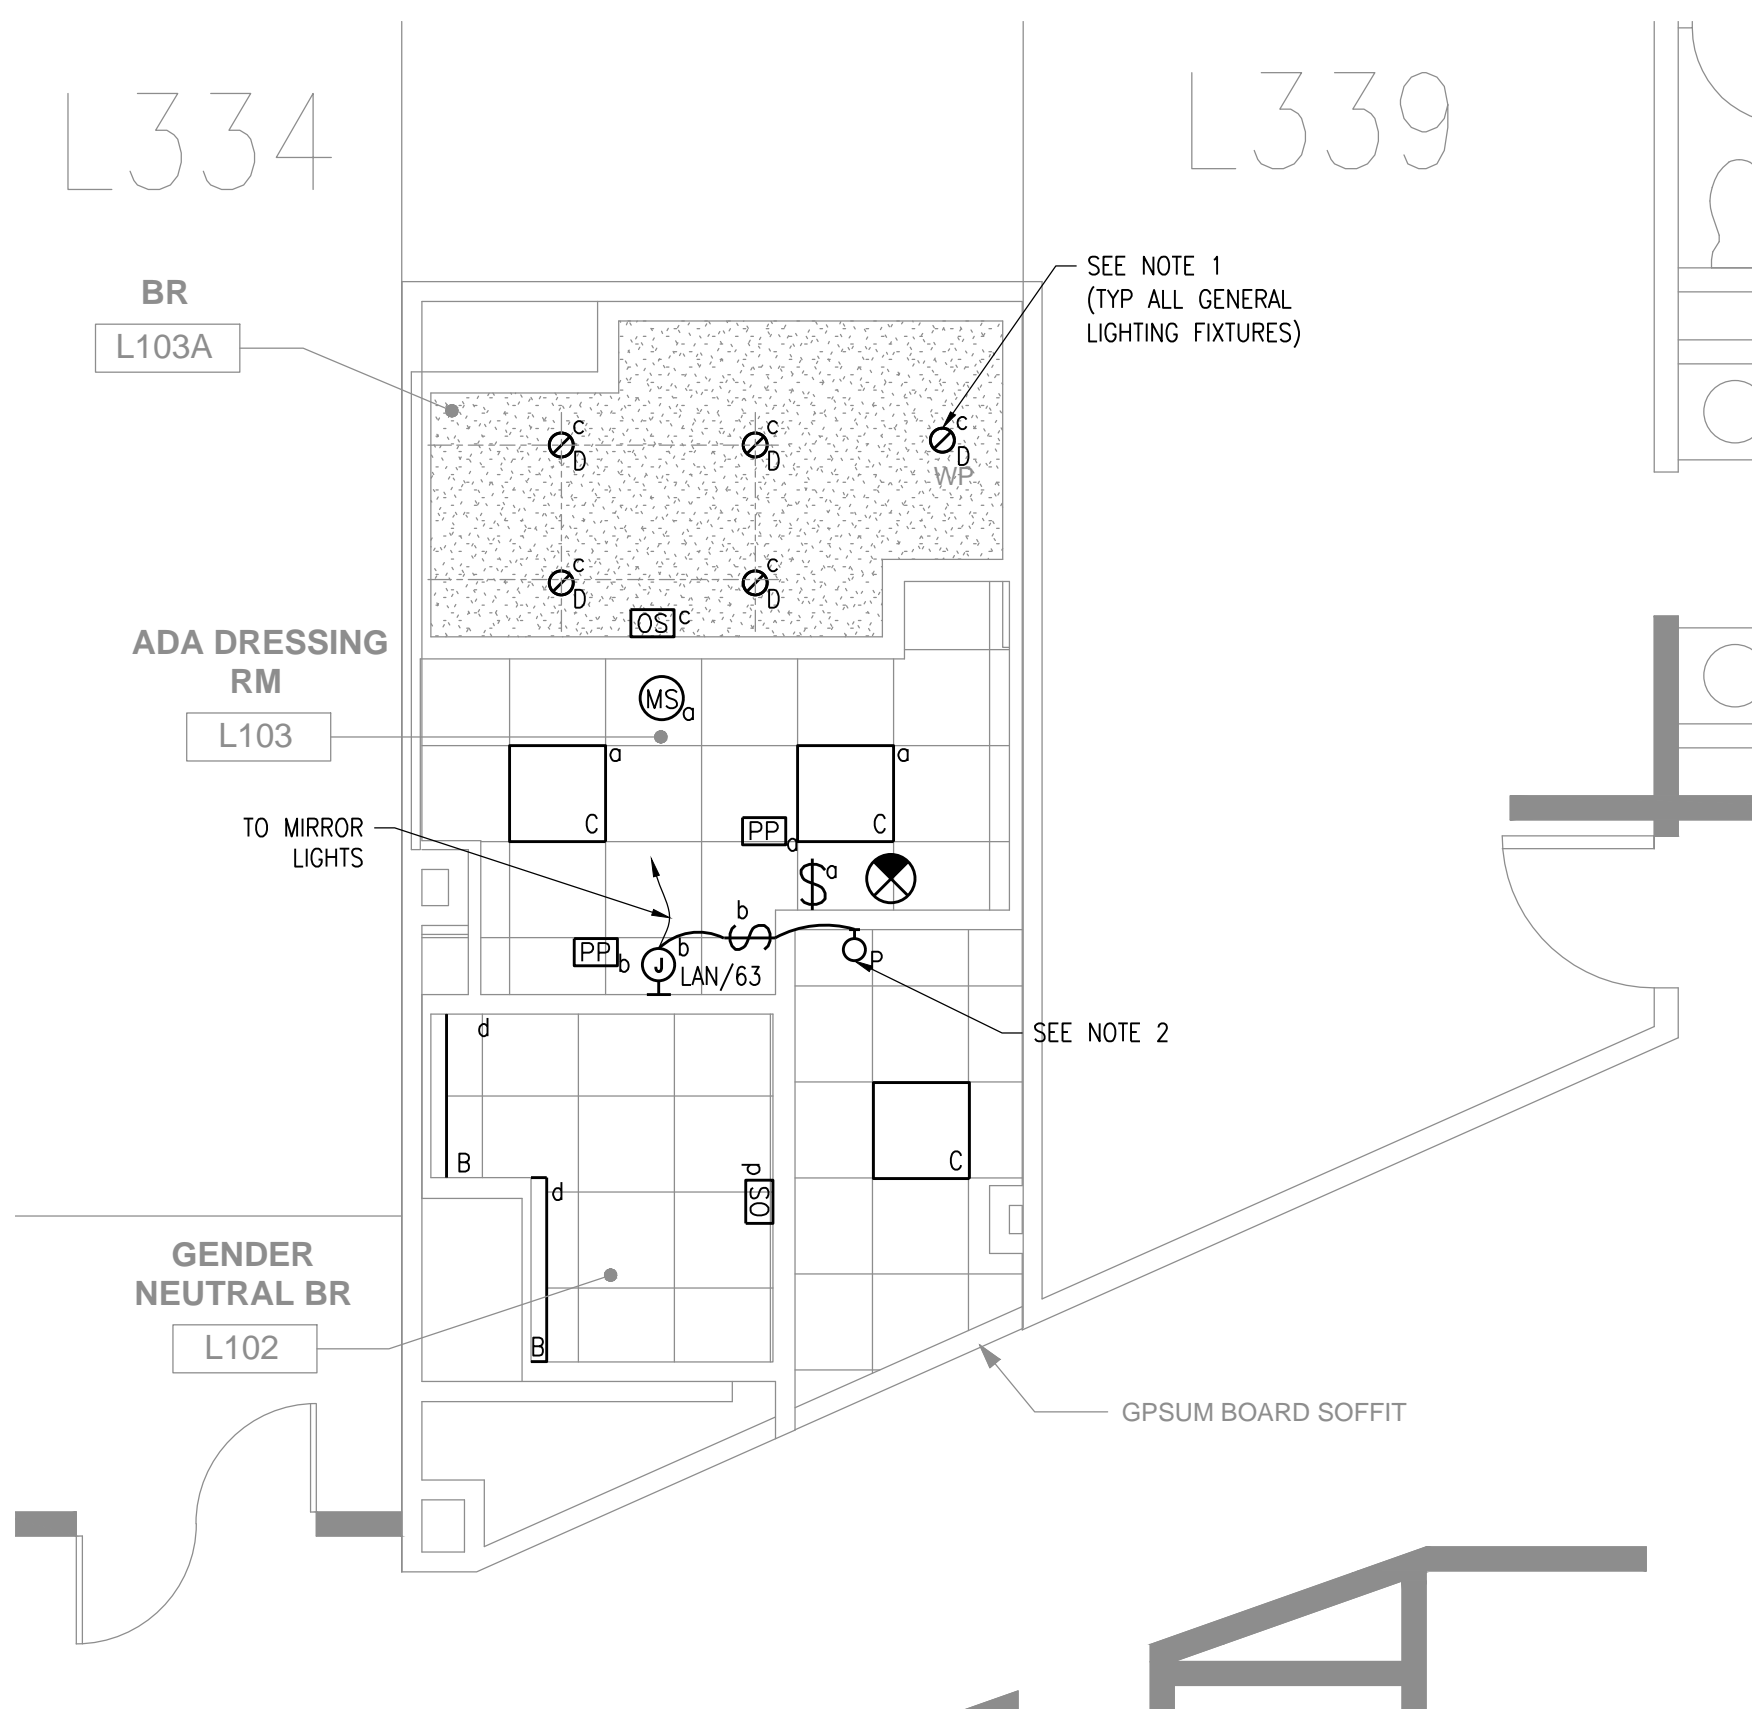 L334
L339
SEE NOTE 1
(TYP ALL GENERAL
LIGHTING FIXTURES)
BR
L103A
c
D
c
D
c
D
WP
c
D
c
D
OS c
ADA DRESSING
RM
L103
MS a
a
C
a
C
PP a
TO MIRROR
LIGHTS
$ a
b
S
PP b
J b
LAN/63
P
SEE NOTE 2
d
B
C
d
OS
d
B
GENDER
NEUTRAL BR
L102
GPSUM BOARD SOFFIT